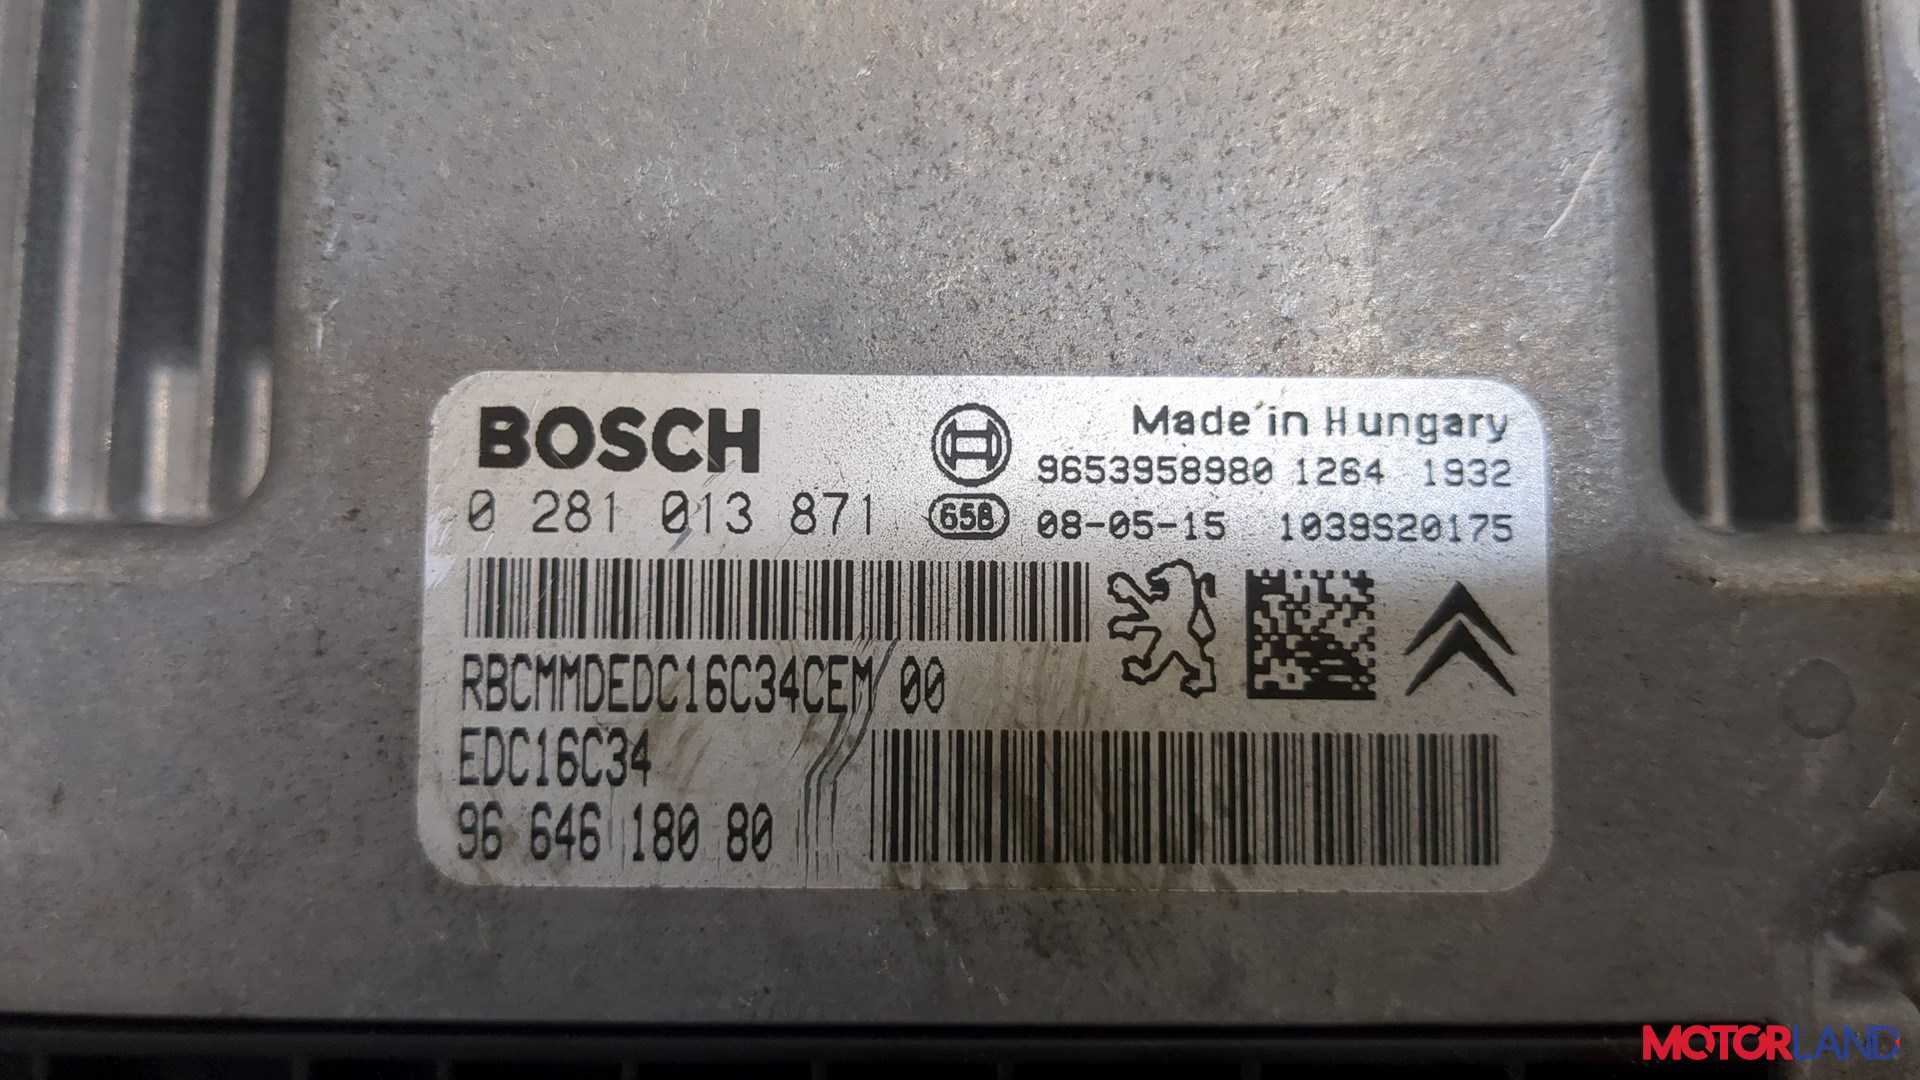 BOSCH
Made in Hungary
9653958980 1264 1932
0 281 013 871
658 08-05-15 1039S20175
RBCMMDEDC16C34CEM 00
EDC16C34
96 646 180 80
MOTORLAND